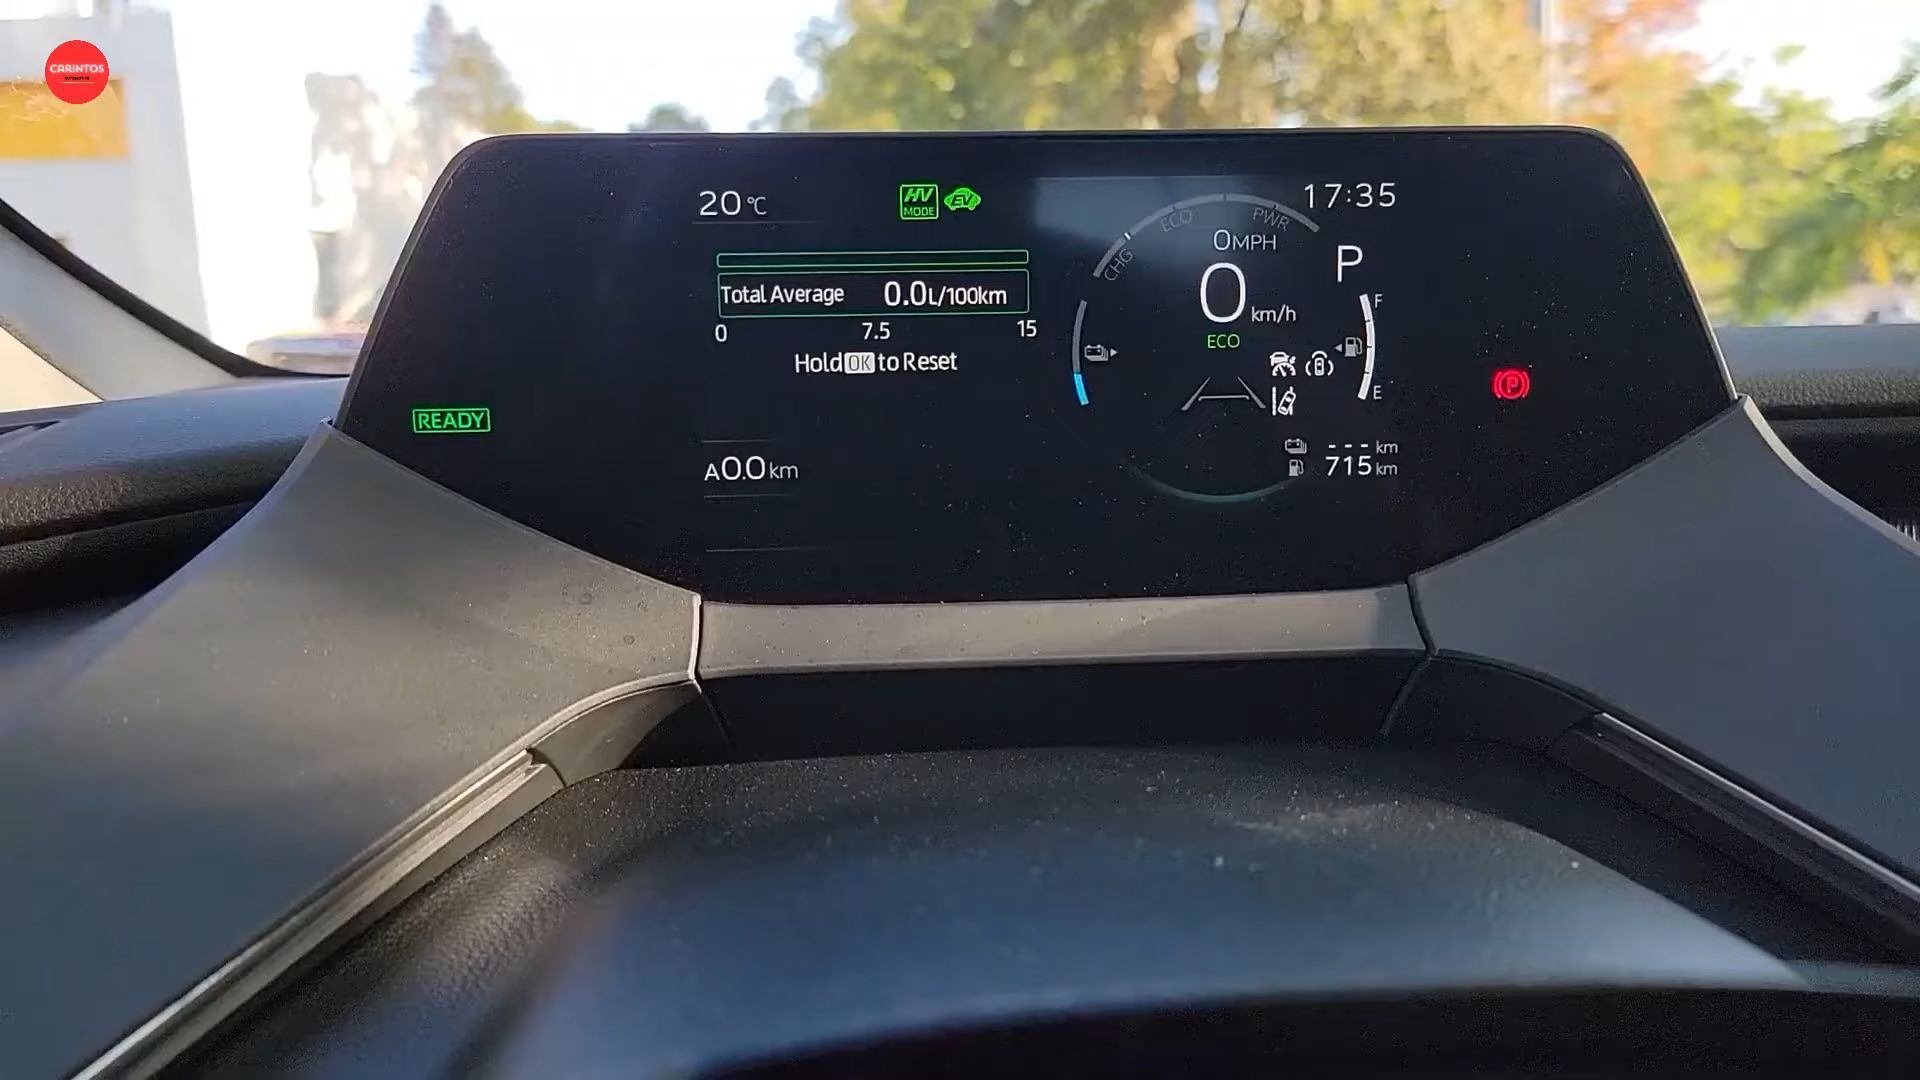 CARINTOS
AUTOMOTIVE
20°C
HV
MODE
EV
17:35
CHG
ECO
PWR
0MPH
P
0
km/h
ECO
F
E
Total Average 0.0L/100km
0 7.5 15
Hold OK to Reset
READY
P
A0.0km
--- km
715 km